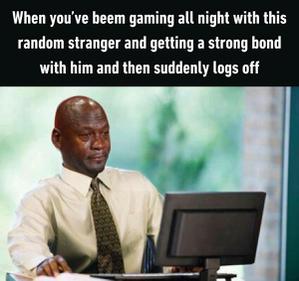 When you've beem gaming all night with this
random stranger and getting a strong bond
with him and then suddenly logs off